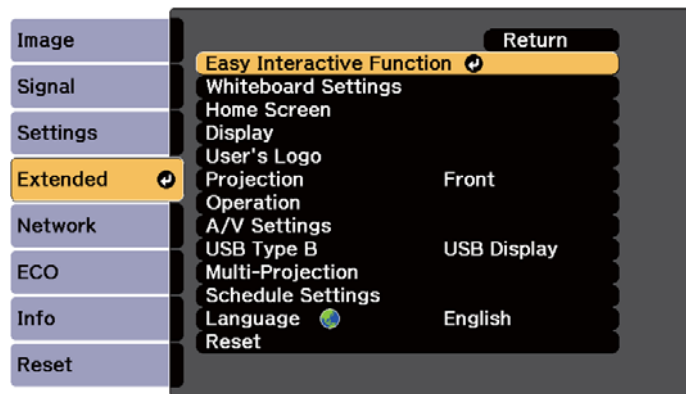 Image
Signal
Settings
Extended
Network
ECO
Info
Reset
Return
Easy Interactive Function
Whiteboard Settings
Home Screen
Display
User's Logo
Projection Front
Operation
A/V Settings
USB Type B USB Display
Multi-Projection
Schedule Settings
Language English
Reset